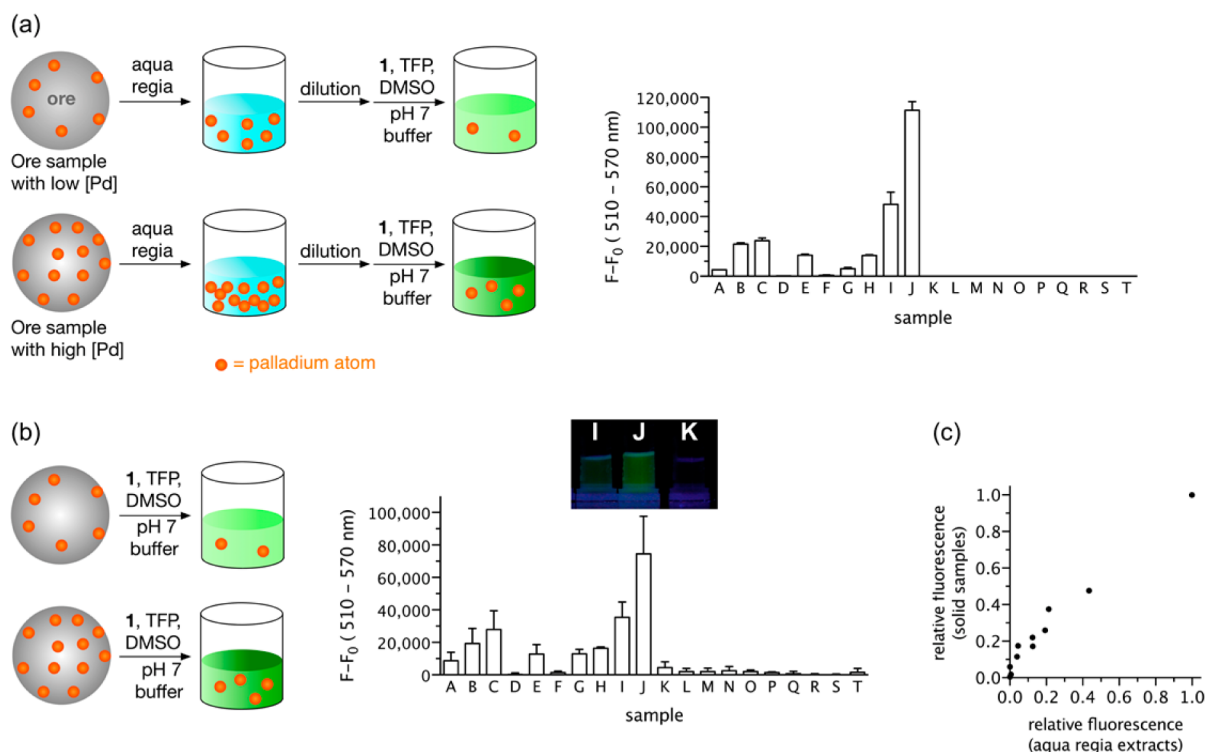 (a)
ore
Ore sample
with low [Pd]
aqua
regia
dilution
1, TFP,
DMSO
pH 7
buffer
Ore sample
with high [Pd]
aqua
regia
dilution
1, TFP,
DMSO
pH 7
buffer
= palladium atom
F–F0 ( 510 – 570 nm)
120,000
100,000
80,000
60,000
40,000
20,000
0
A B C D E F G H I J K L M N O P Q R S T
sample
(b)
1, TFP,
DMSO
pH 7
buffer
1, TFP,
DMSO
pH 7
buffer
I J K
F–F0 ( 510 – 570 nm)
100,000
80,000
60,000
40,000
20,000
0
A B C D E F G H I J K L M N O P Q R S T
sample
(c)
relative fluorescence
(solid samples)
1.0
0.8
0.6
0.4
0.2
0.0
0.0 0.2 0.4 0.6 0.8 1.0
relative fluorescence
(aqua regia extracts)